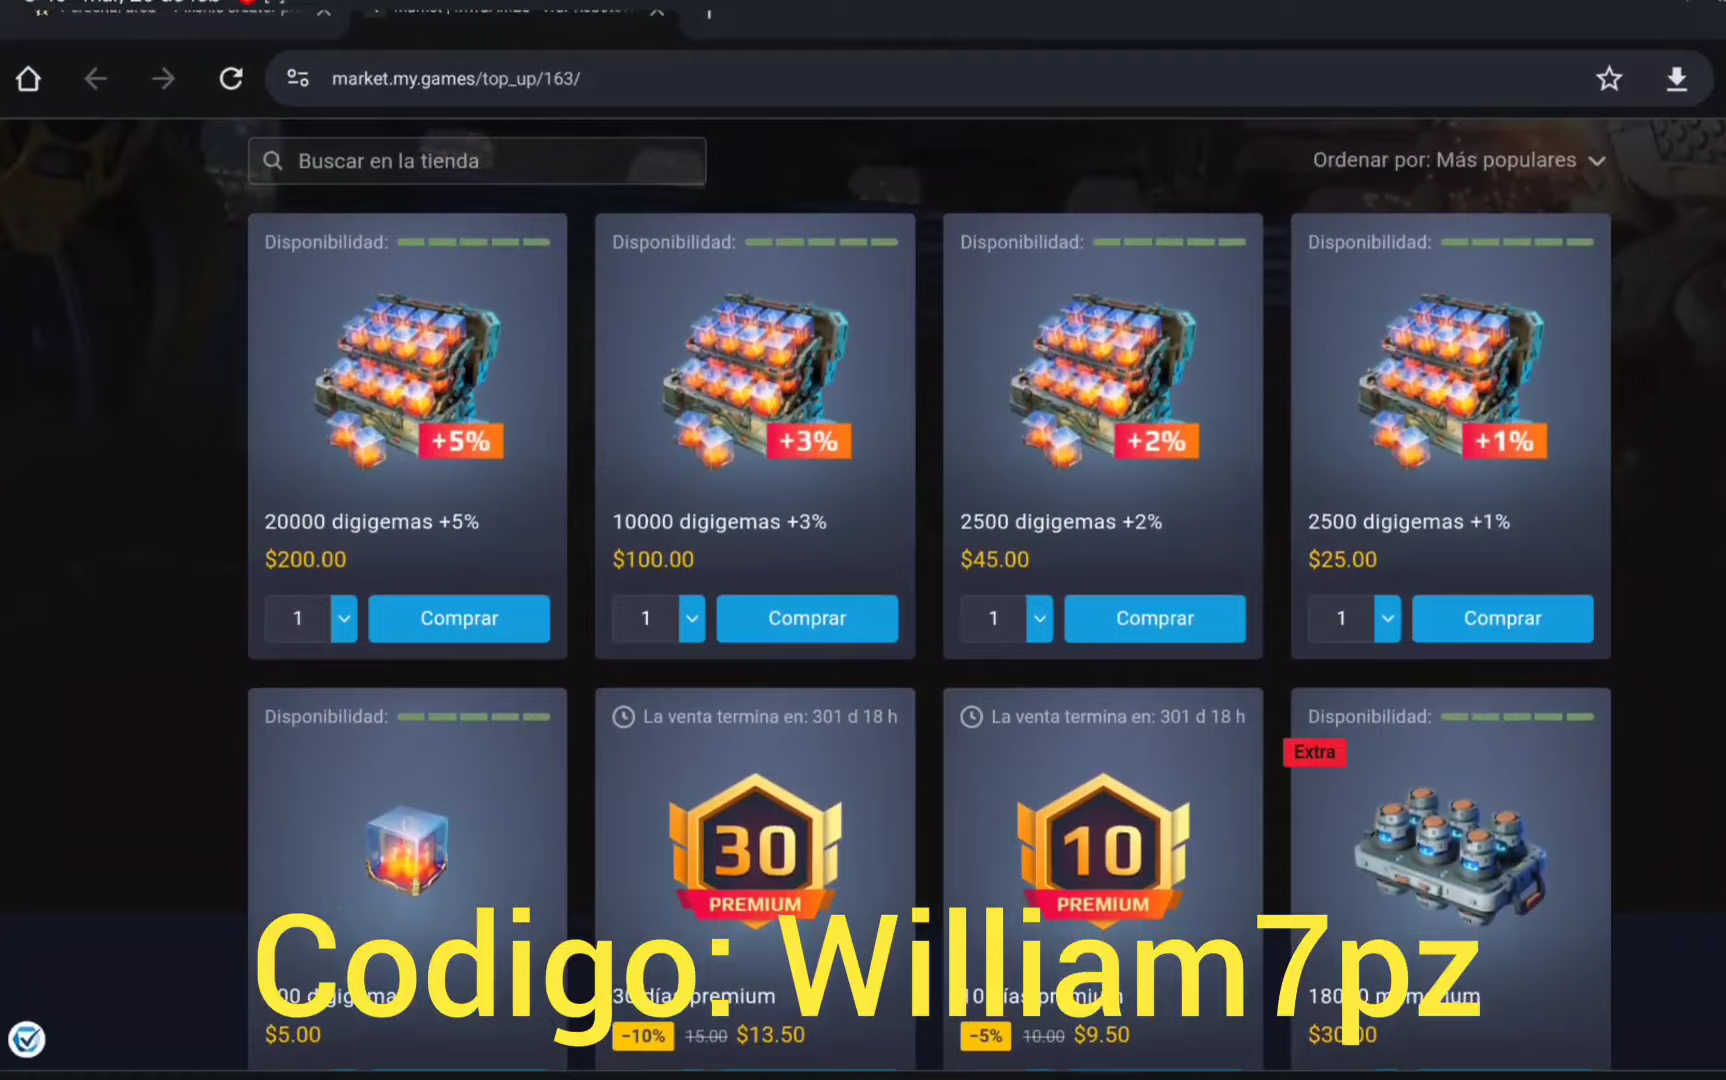 market.my.games/top_up/163/
Buscar en la tienda
Ordenar por: Más populares
Disponibilidad:
Disponibilidad:
Disponibilidad:
Disponibilidad:
+5%
+3%
+2%
+1%
20000 digigemas +5%
10000 digigemas +3%
2500 digigemas +2%
2500 digigemas +1%
$200.00
$100.00
$45.00
$25.00
1 Comprar
1 Comprar
1 Comprar
1 Comprar
Disponibilidad:
La venta termina en: 301 d 18 h
La venta termina en: 301 d 18 h
Disponibilidad:
Extra
30
PREMIUM
10
PREMIUM
Codigo: William7pz
30 días premium
$5.00
-10% 15.00 $13.50
-5% 10.00 $9.50